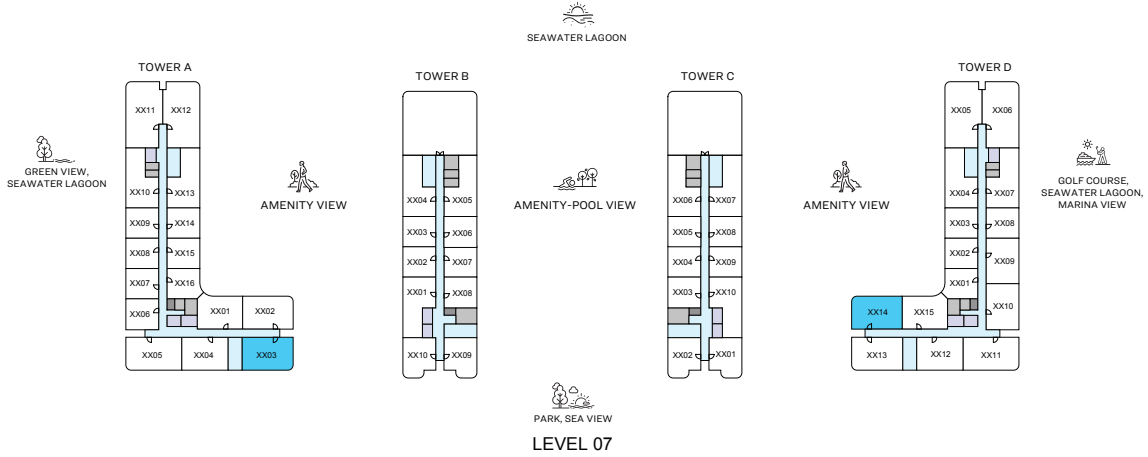 SEAWATER LAGOON
TOWER A
TOWER B
TOWER C
TOWER D
XX11 XX12
XX10 XX13
XX09 XX14
XX08 XX15
XX07 XX16
XX06 XX01 XX02
XX05 XX04 XX03
GREEN VIEW,
SEAWATER LAGOON
AMENITY VIEW
XX04 XX05
XX03 XX06
XX02 XX07
XX01 XX08
XX10 XX09
AMENITY-POOL VIEW
XX06 XX07
XX05 XX08
XX04 XX09
XX03 XX10
XX02 XX01
AMENITY VIEW
XX05 XX06
XX04 XX07
XX03 XX08
XX02 XX09
XX01
XX14 XX15 XX10
XX13 XX12 XX11
GOLF COURSE,
SEAWATER LAGOON,
MARINA VIEW
PARK, SEA VIEW
LEVEL 07